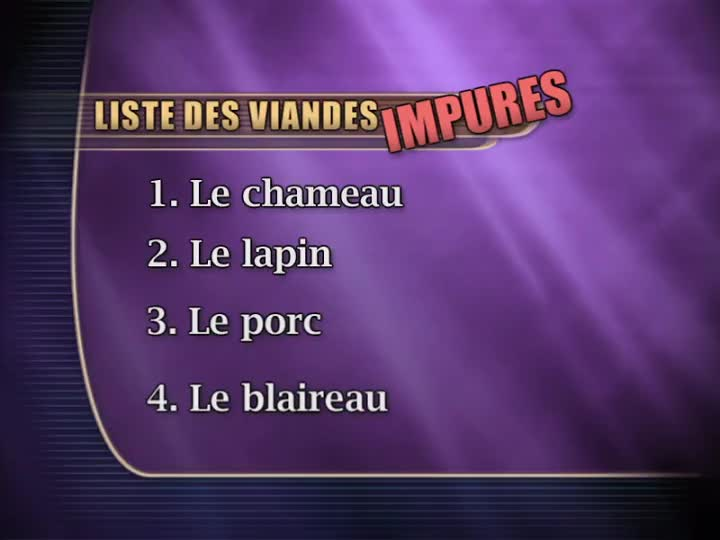 LISTE DES VIANDES IMPURES
1. Le chameau
2. Le lapin
3. Le porc
4. Le blaireau